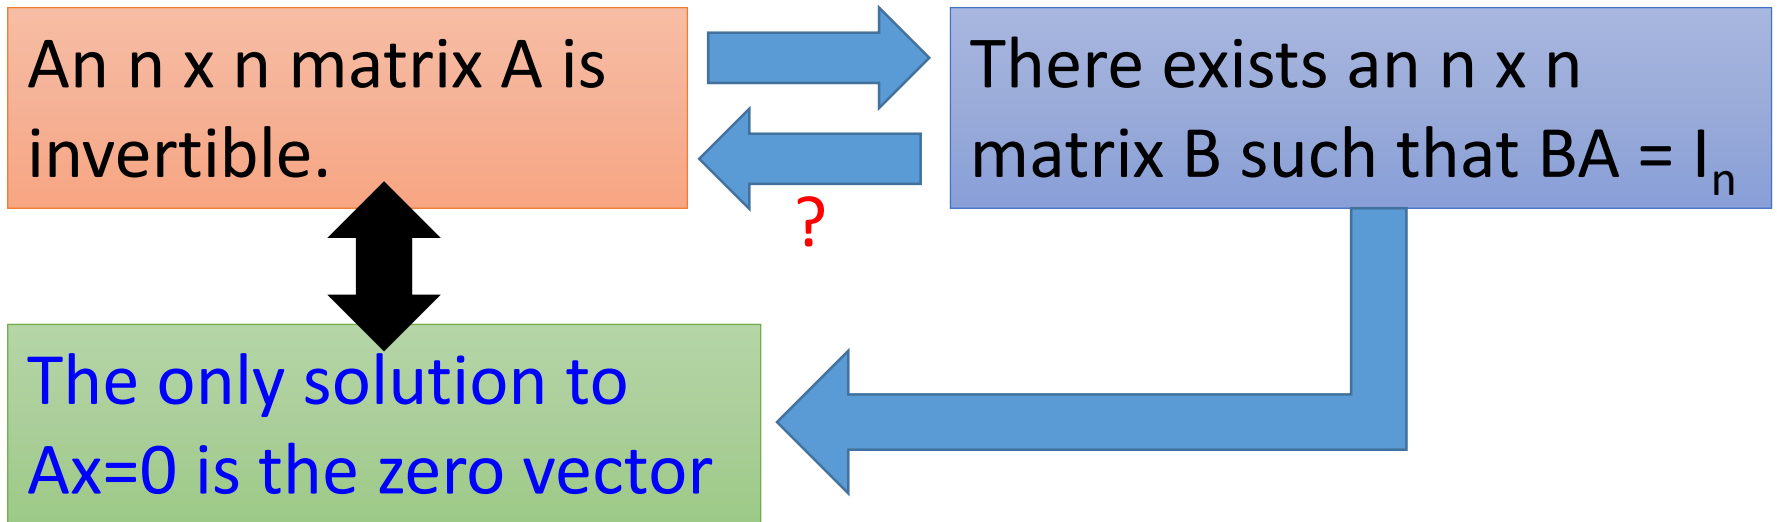 An n x n matrix A is
invertible.
There exists an n x n
matrix B such that BA = Iₙ
?
The only solution to
Ax=0 is the zero vector